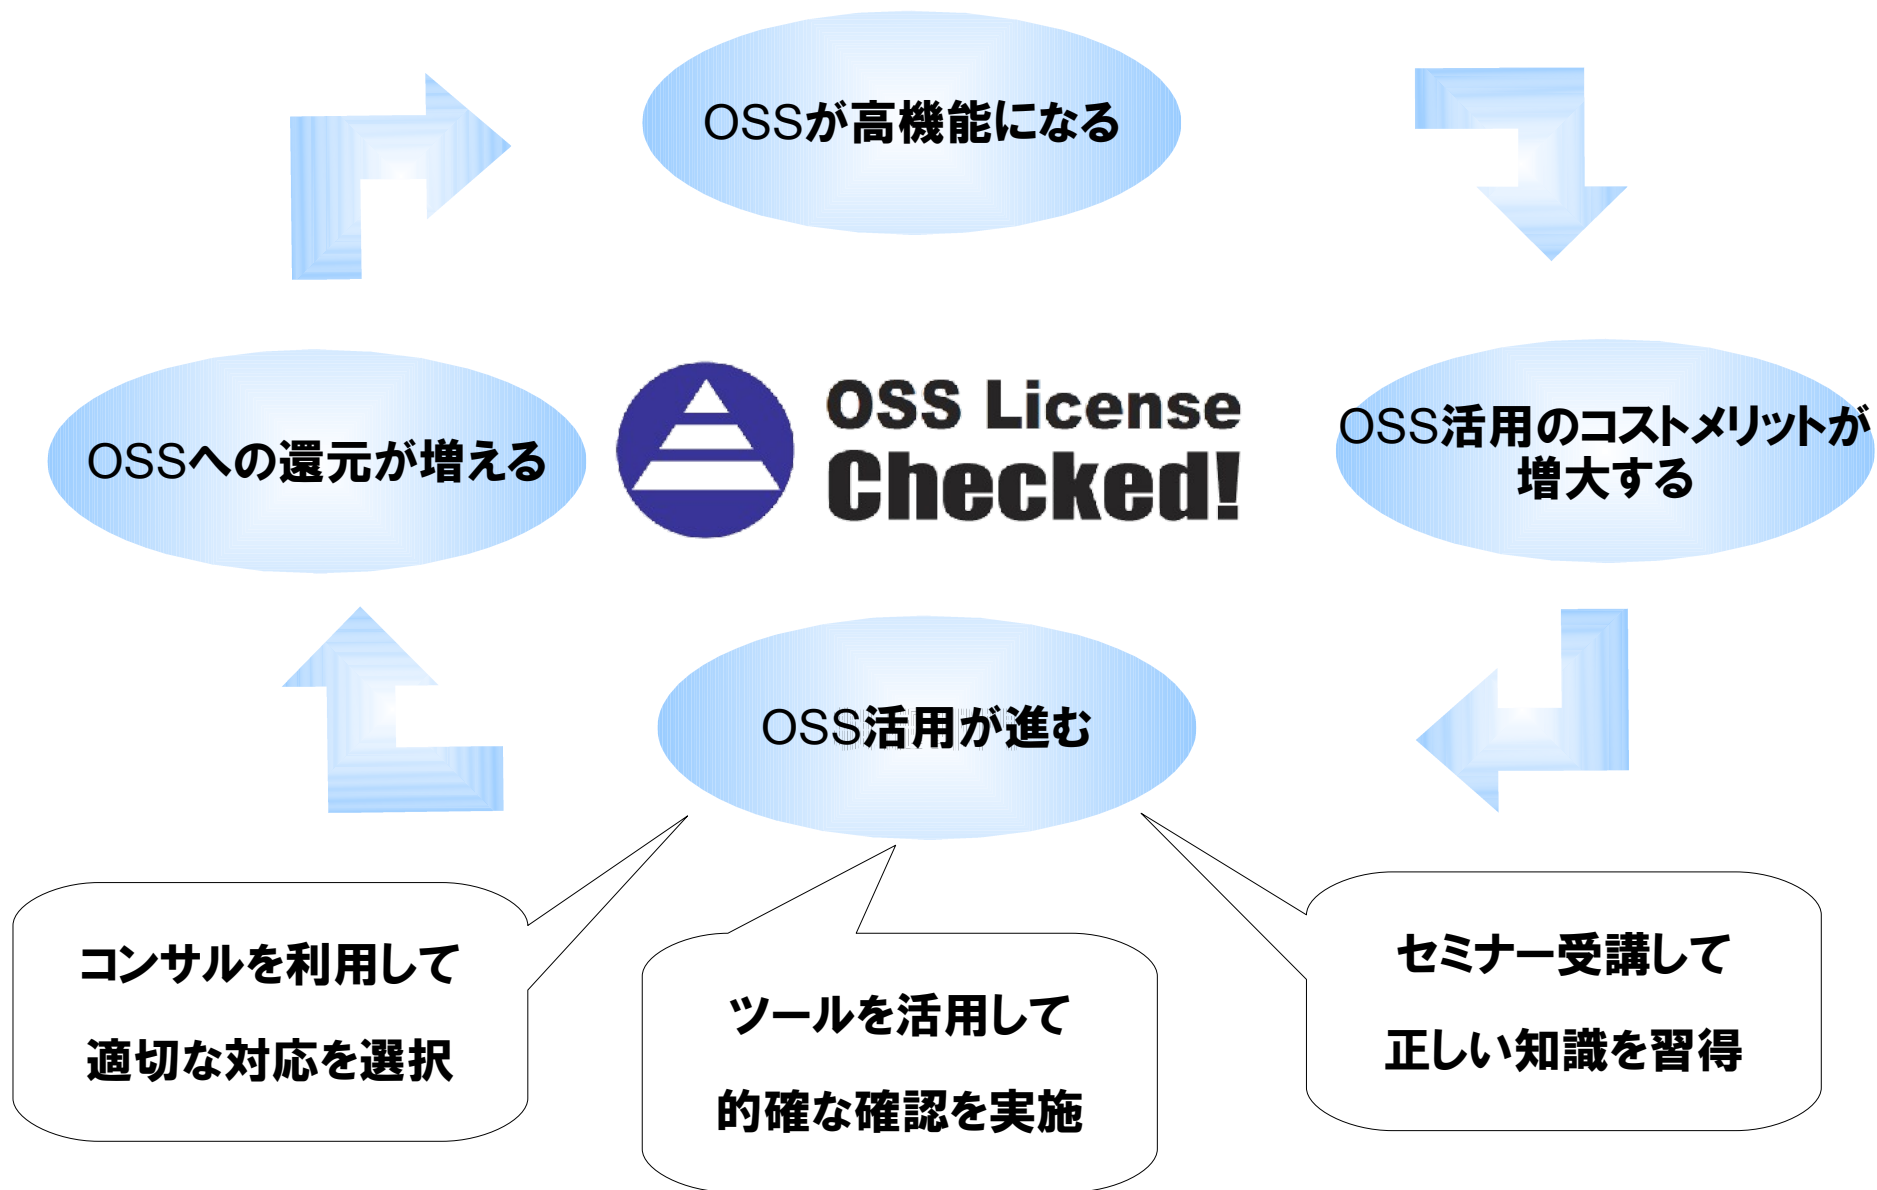 OSSが高機能になる
OSSへの還元が増える
OSS License
Checked!
OSS活用のコストメリットが
増大する
OSS活用が進む
コンサルを利用して
適切な対応を選択
ツールを活用して
的確な確認を実施
セミナー受講して
正しい知識を習得